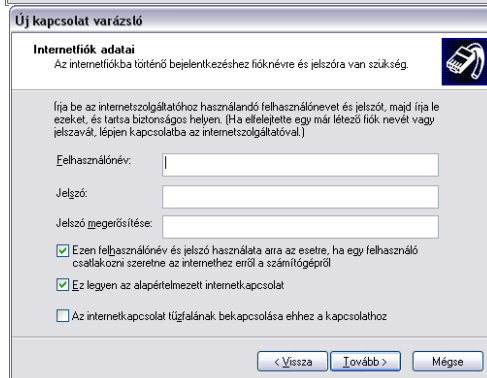 Új kapcsolat varázsló
Internetfiók adatai
Az internetfiókba történő bejelentkezéshez fióknévre és jelszóra van szükség.
Írja be az internetszolgáltatóhoz használandó felhasználónevet és jelszót, majd írja le
ezeket, és tartsa biztonságos helyen. (Ha elfelejtette egy már létező fiók nevét vagy
jelszavát, lépjen kapcsolatba az internetszolgáltatóval.)
Felhasználónév:
Jelszó:
Jelszó megerősítése:
Ezen felhasználónév és jelszó használata arra az esetre, ha egy felhasználó
csatlakozni szeretne az internethez erről a számítógépről
Ez legyen az alapértelmezett internetkapcsolat
Az internetkapcsolat tűzfalának bekapcsolása ehhez a kapcsolathoz
< Vissza
Tovább >
Mégse